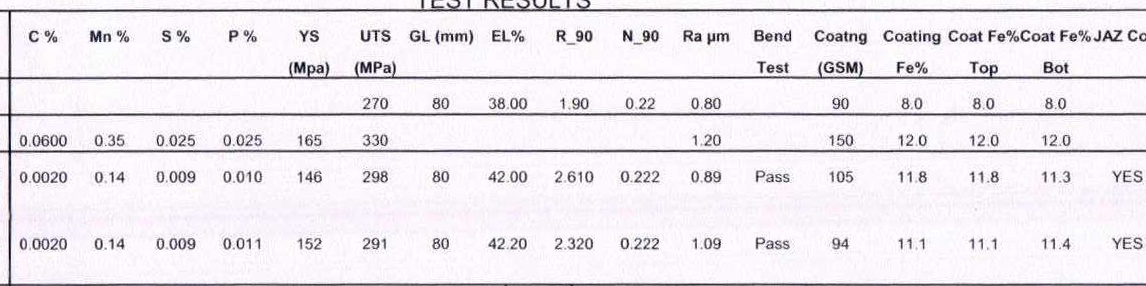 TEST RESULTS
C % Mn % S % P % YS UTS GL (mm) EL% R_90 N_90 Ra µm Bend Coatng Coating Coat Fe% Coat Fe% JAZ Co
(Mpa) (MPa) Test (GSM) Fe% Top Bot
270 80 38.00 1.90 0.22 0.80 90 8.0 8.0 8.0
0.0600 0.35 0.025 0.025 165 330 1.20 150 12.0 12.0 12.0
0.0020 0.14 0.009 0.010 146 298 80 42.00 2.610 0.222 0.89 Pass 105 11.8 11.8 11.3 YES
0.0020 0.14 0.009 0.011 152 291 80 42.20 2.320 0.222 1.09 Pass 94 11.1 11.1 11.4 YES